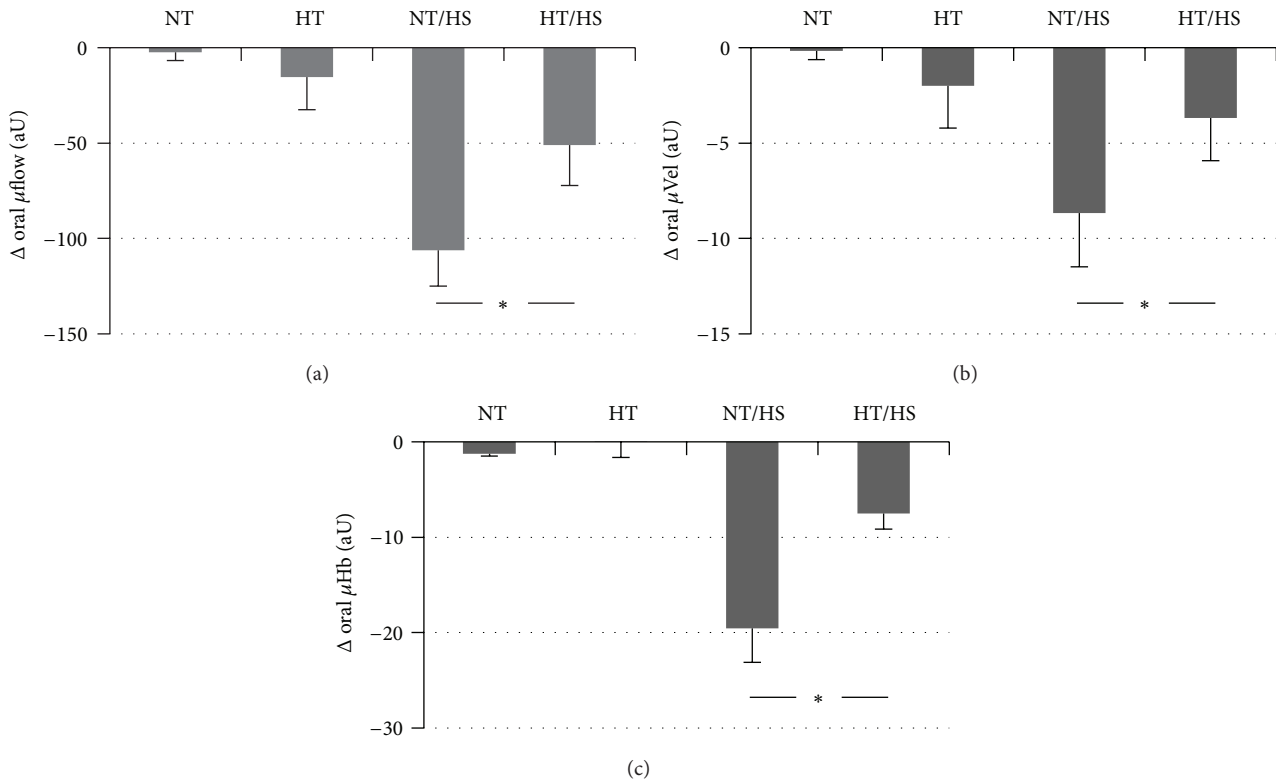 NT HT NT/HS HT/HS
0
−50
−100
−150
Δ oral μflow (aU)
*
(a)
NT HT NT/HS HT/HS
0
−5
−10
−15
Δ oral μVel (aU)
*
(b)
NT HT NT/HS HT/HS
0
−10
−20
−30
Δ oral μHb (aU)
*
(c)